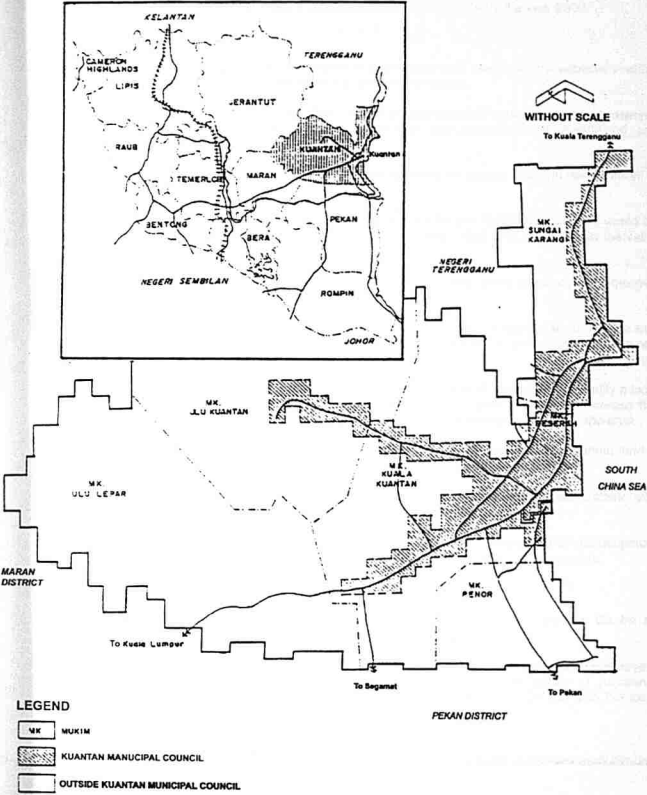 KELANTAN
CAMERON
HIGHLANDS
TERENGGANU
LIPIS
JERANTUT
RAUB
KUANTAN
Kuantan
TEMERLOH
MARAN
BENTONG
PEKAN
BERA
NEGERI SEMBILAN
ROMPIN
JOHOR
WITHOUT SCALE
To Kuala Terengganu
MK.
SUNGAI
KARANG
NEGERI
TERENGGANU
MK.
ULU KUANTAN
MK.
BESERAH
MK.
KUALA
KUANTAN
SOUTH
CHINA SEA
MK.
ULU LEPAR
MARAN
DISTRICT
MK.
PENOR
To Kuala Lumpur
To Segamat
To Pekan
PEKAN DISTRICT
LEGEND
MK MUKIM
KUANTAN MANUCIPAL COUNCIL
OUTSIDE KUANTAN MUNICIPAL COUNCIL